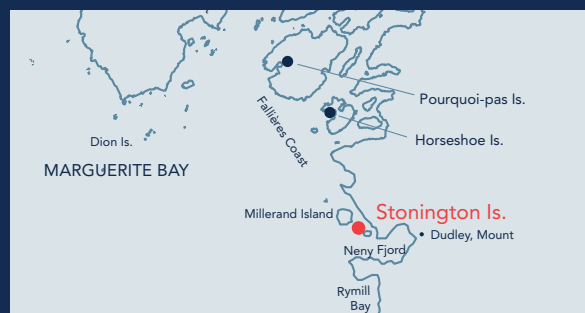 Pourquoi-pas Is.
Horseshoe Is.
Fallières Coast
Dion Is.
MARGUERITE BAY
Millerand Island
Stonington Is.
Dudley, Mount
Neny Fjord
Rymill
Bay